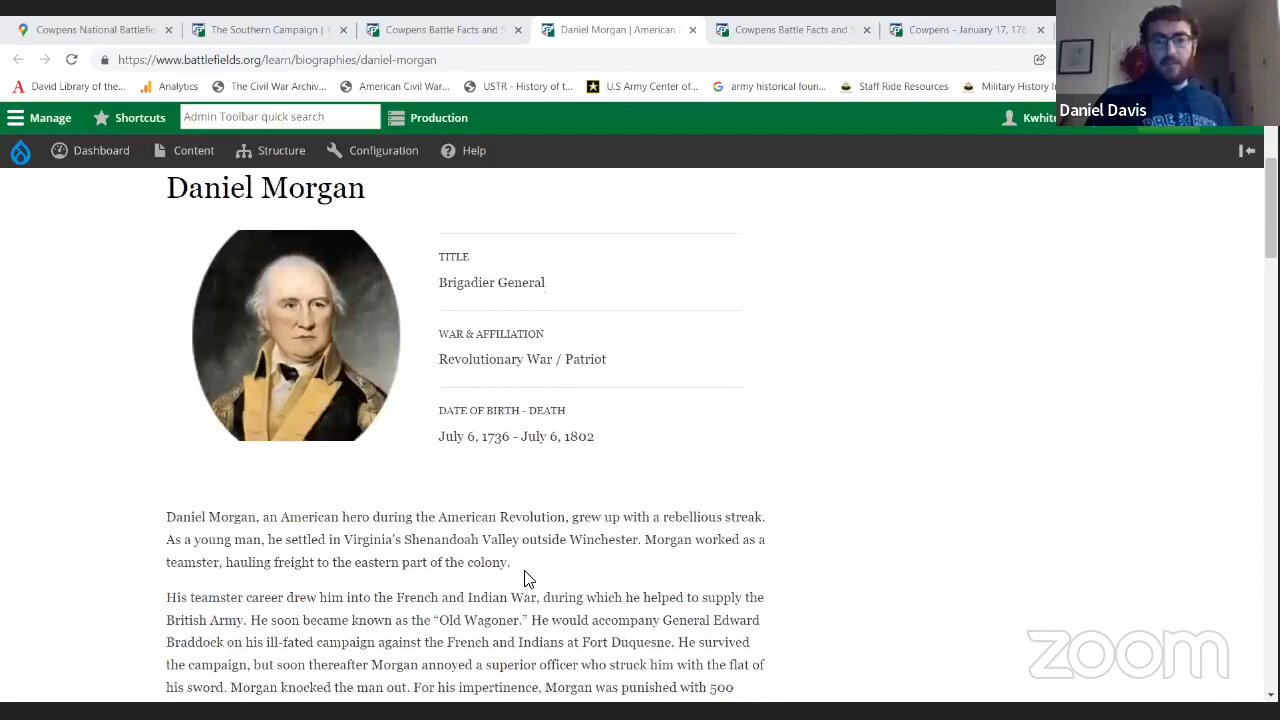 Cowpens National Battlefie
The Southern Campaign |
Cowpens Battle Facts and S
Daniel Morgan | American
Cowpens Battle Facts and S
Cowpens - January 17, 178
https://www.battlefields.org/learn/biographies/daniel-morgan
David Library of the...
Analytics
The Civil War Archiv...
American Civil War...
USTR - History of t...
U.S Army Center of...
army historical foun...
Staff Ride Resources
Military History In
Manage
Shortcuts
Admin Toolbar quick search
Production
Kwhite
Daniel Davis
Dashboard
Content
Structure
Configuration
Help
Daniel Morgan
TITLE
Brigadier General
WAR & AFFILIATION
Revolutionary War / Patriot
DATE OF BIRTH - DEATH
July 6, 1736 - July 6, 1802
Daniel Morgan, an American hero during the American Revolution, grew up with a rebellious streak.
As a young man, he settled in Virginia's Shenandoah Valley outside Winchester. Morgan worked as a
teamster, hauling freight to the eastern part of the colony.
His teamster career drew him into the French and Indian War, during which he helped to supply the
British Army. He soon became known as the “Old Wagoner.” He would accompany General Edward
Braddock on his ill-fated campaign against the French and Indians at Fort Duquesne. He survived
the campaign, but soon thereafter Morgan annoyed a superior officer who struck him with the flat of
his sword. Morgan knocked the man out. For his impertinence, Morgan was punished with 500
zoom